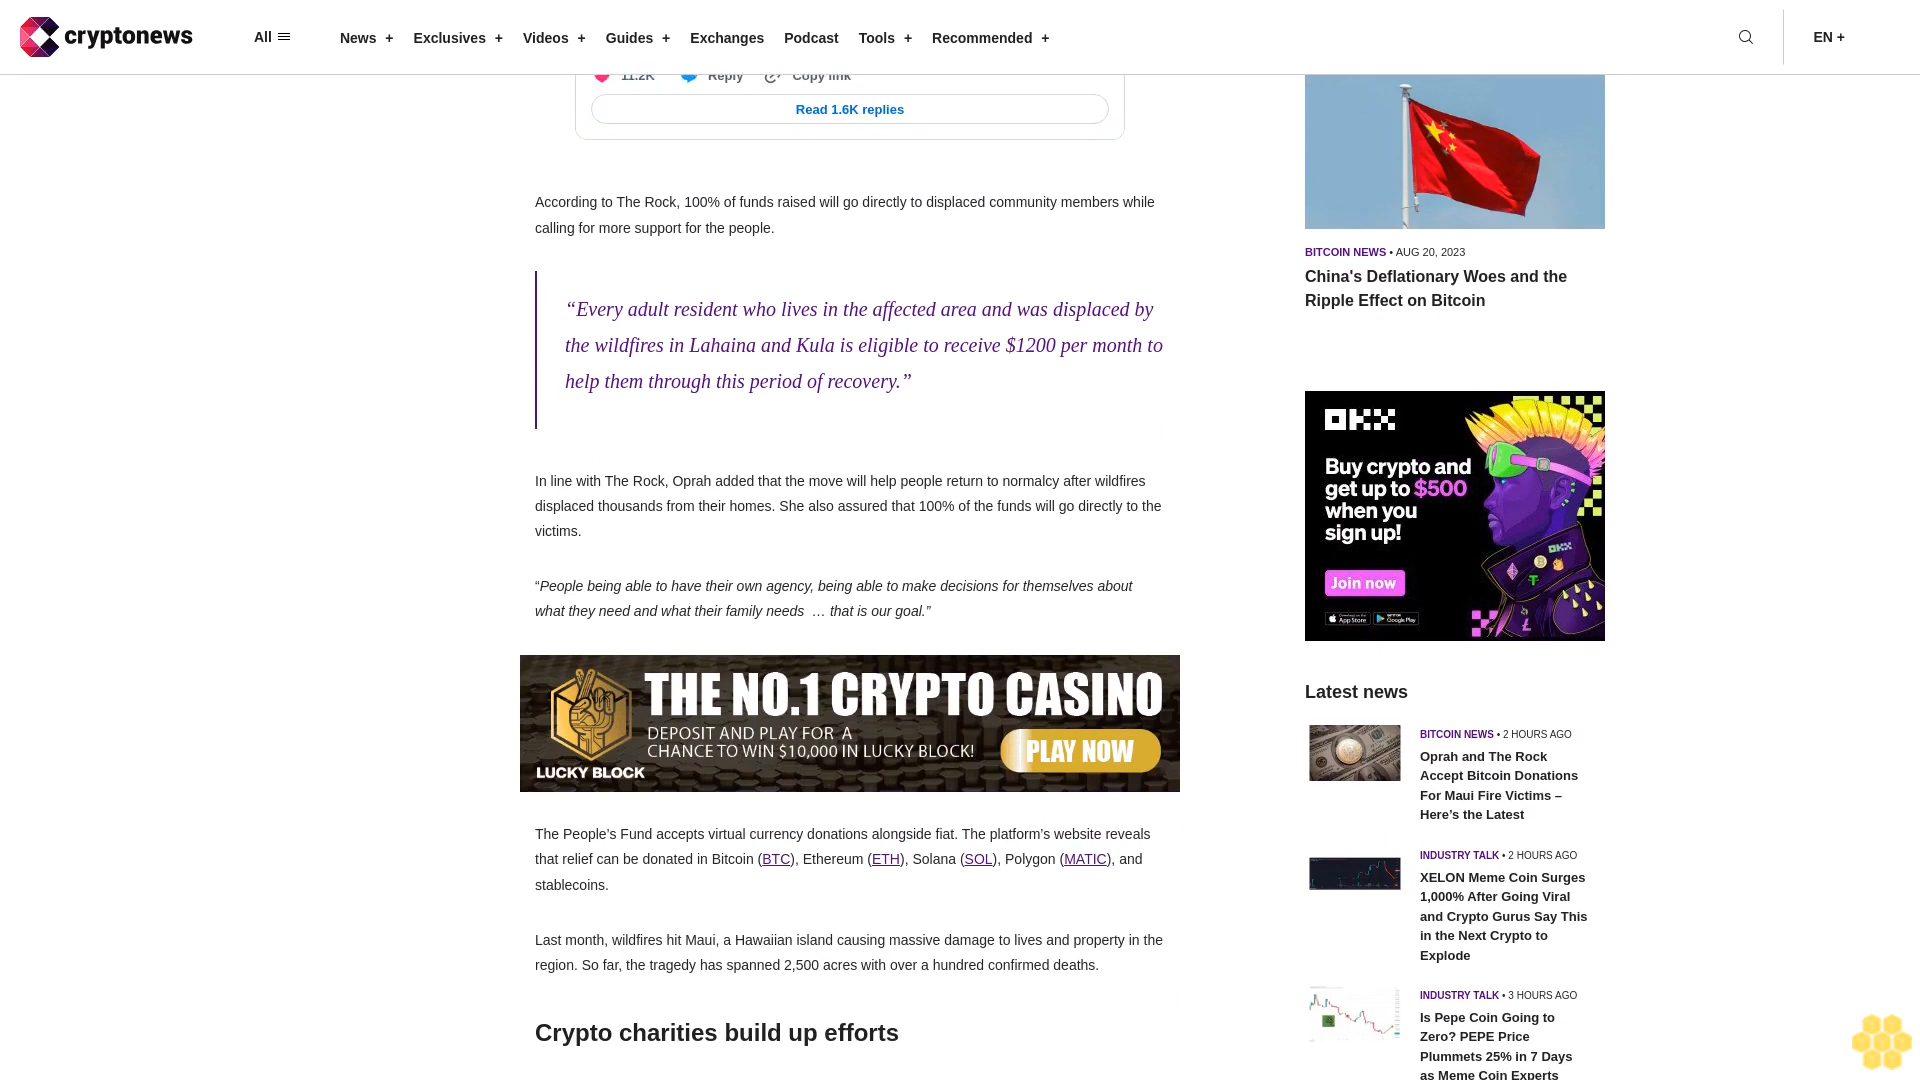 cryptonews
All
News +
Exclusives +
Videos +
Guides +
Exchanges
Podcast
Tools +
Recommended +
EN +
11.2K
Reply
Copy link
Read 1.6K replies
According to The Rock, 100% of funds raised will go directly to displaced community members while
calling for more support for the people.
“Every adult resident who lives in the affected area and was displaced by
the wildfires in Lahaina and Kula is eligible to receive $1200 per month to
help them through this period of recovery.”
In line with The Rock, Oprah added that the move will help people return to normalcy after wildfires
displaced thousands from their homes. She also assured that 100% of the funds will go directly to the
victims.
“People being able to have their own agency, being able to make decisions for themselves about
what they need and what their family needs … that is our goal.”
LUCKY BLOCK
THE NO.1 CRYPTO CASINO
DEPOSIT AND PLAY FOR A
CHANCE TO WIN $10,000 IN LUCKY BLOCK!
PLAY NOW
The People’s Fund accepts virtual currency donations alongside fiat. The platform’s website reveals
that relief can be donated in Bitcoin (BTC), Ethereum (ETH), Solana (SOL), Polygon (MATIC), and
stablecoins.
Last month, wildfires hit Maui, a Hawaiian island causing massive damage to lives and property in the
region. So far, the tragedy has spanned 2,500 acres with over a hundred confirmed deaths.
Crypto charities build up efforts
BITCOIN NEWS • AUG 20, 2023
China's Deflationary Woes and the
Ripple Effect on Bitcoin
OKX
Buy crypto and
get up to $500
when you
sign up!
Join now
App Store
Google Play
OKX
Latest news
BITCOIN NEWS • 2 HOURS AGO
Oprah and The Rock
Accept Bitcoin Donations
For Maui Fire Victims –
Here’s the Latest
INDUSTRY TALK • 2 HOURS AGO
XELON Meme Coin Surges
1,000% After Going Viral
and Crypto Gurus Say This
in the Next Crypto to
Explode
INDUSTRY TALK • 3 HOURS AGO
Is Pepe Coin Going to
Zero? PEPE Price
Plummets 25% in 7 Days
as Meme Coin Experts